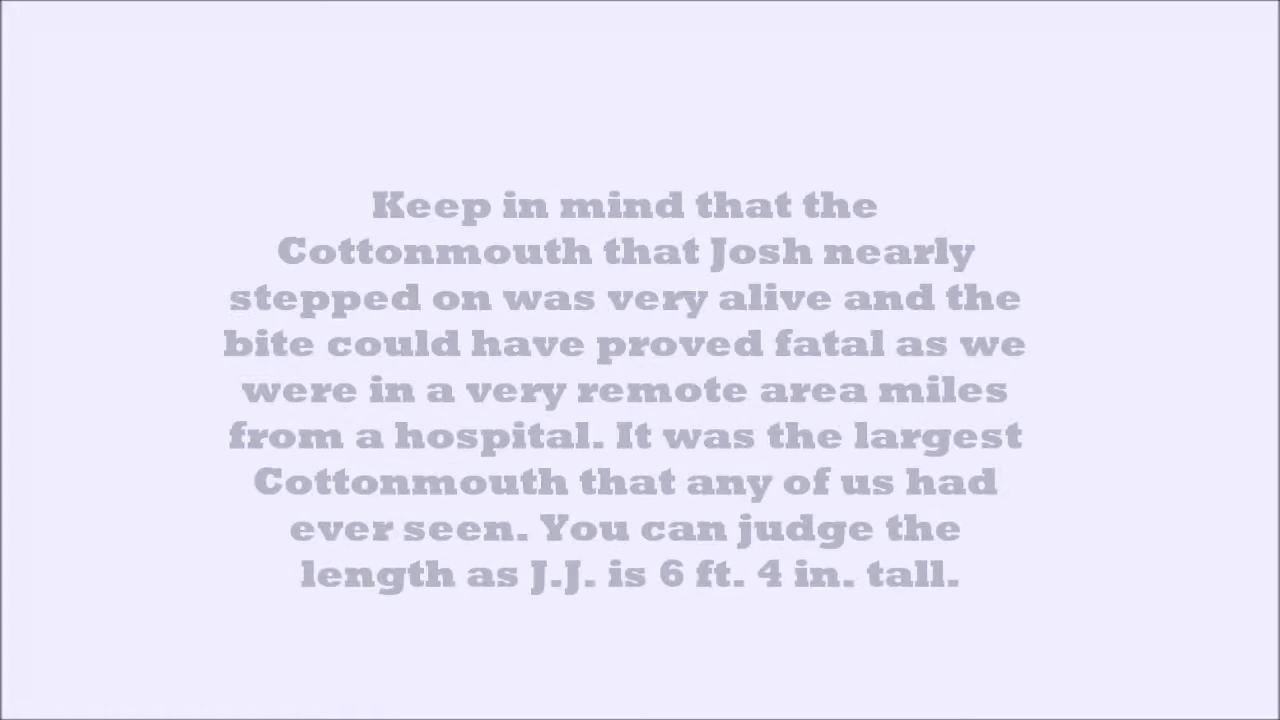 Keep in mind that the
Cottonmouth that Josh nearly
stepped on was very alive and the
bite could have proved fatal as we
were in a very remote area miles
from a hospital. It was the largest
Cottonmouth that any of us had
ever seen. You can judge the
length as J.J. is 6 ft. 4 in. tall.